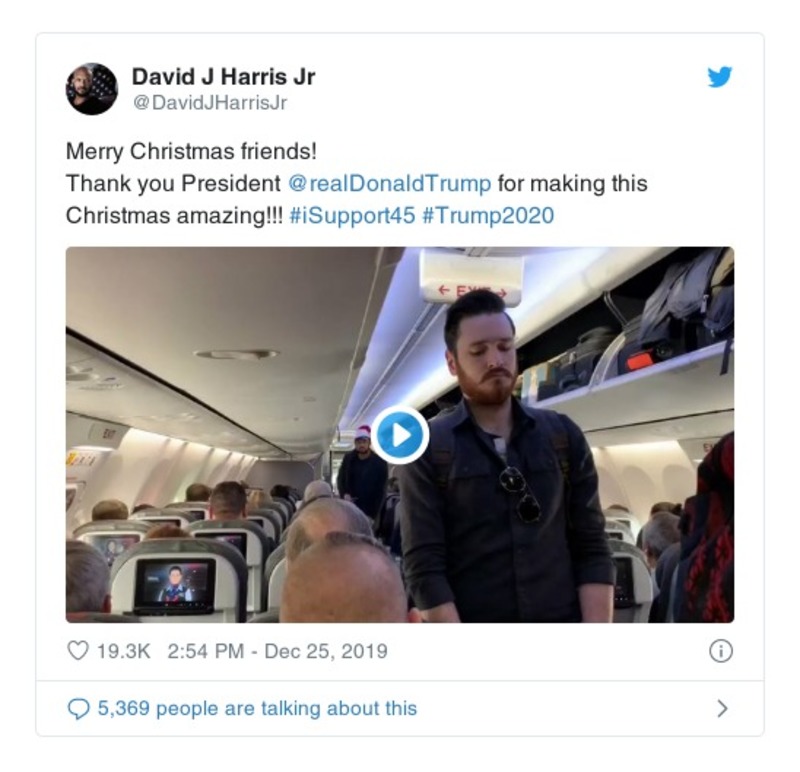 David J Harris Jr
@DavidJHarrisJr
Merry Christmas friends!
Thank you President @realDonaldTrump for making this
Christmas amazing!!! #iSupport45 #Trump2020
← EXIT →
EXIT
19.3K 2:54 PM - Dec 25, 2019
5,369 people are talking about this